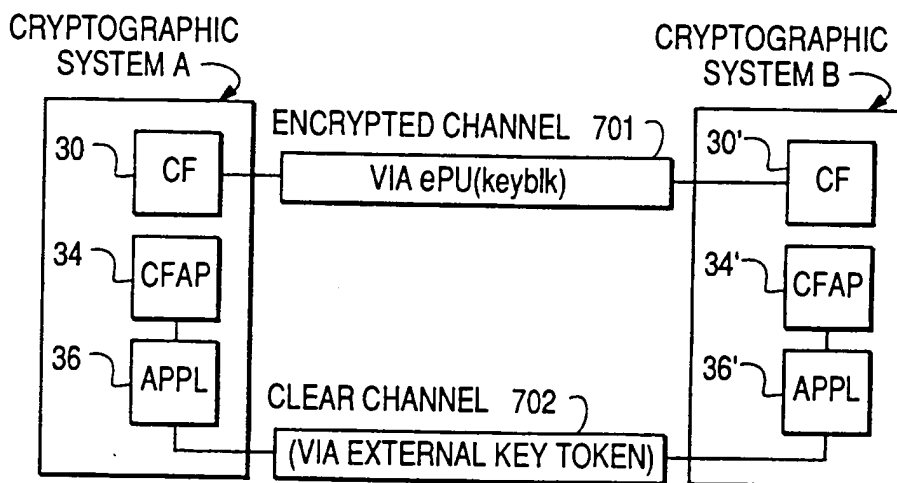 CRYPTOGRAPHIC
SYSTEM A
CRYPTOGRAPHIC
SYSTEM B
ENCRYPTED CHANNEL 701
30
CF
VIA ePU(keyblk)
30'
CF
34
CFAP
34'
CFAP
36
APPL
36'
APPL
CLEAR CHANNEL 702
(VIA EXTERNAL KEY TOKEN)